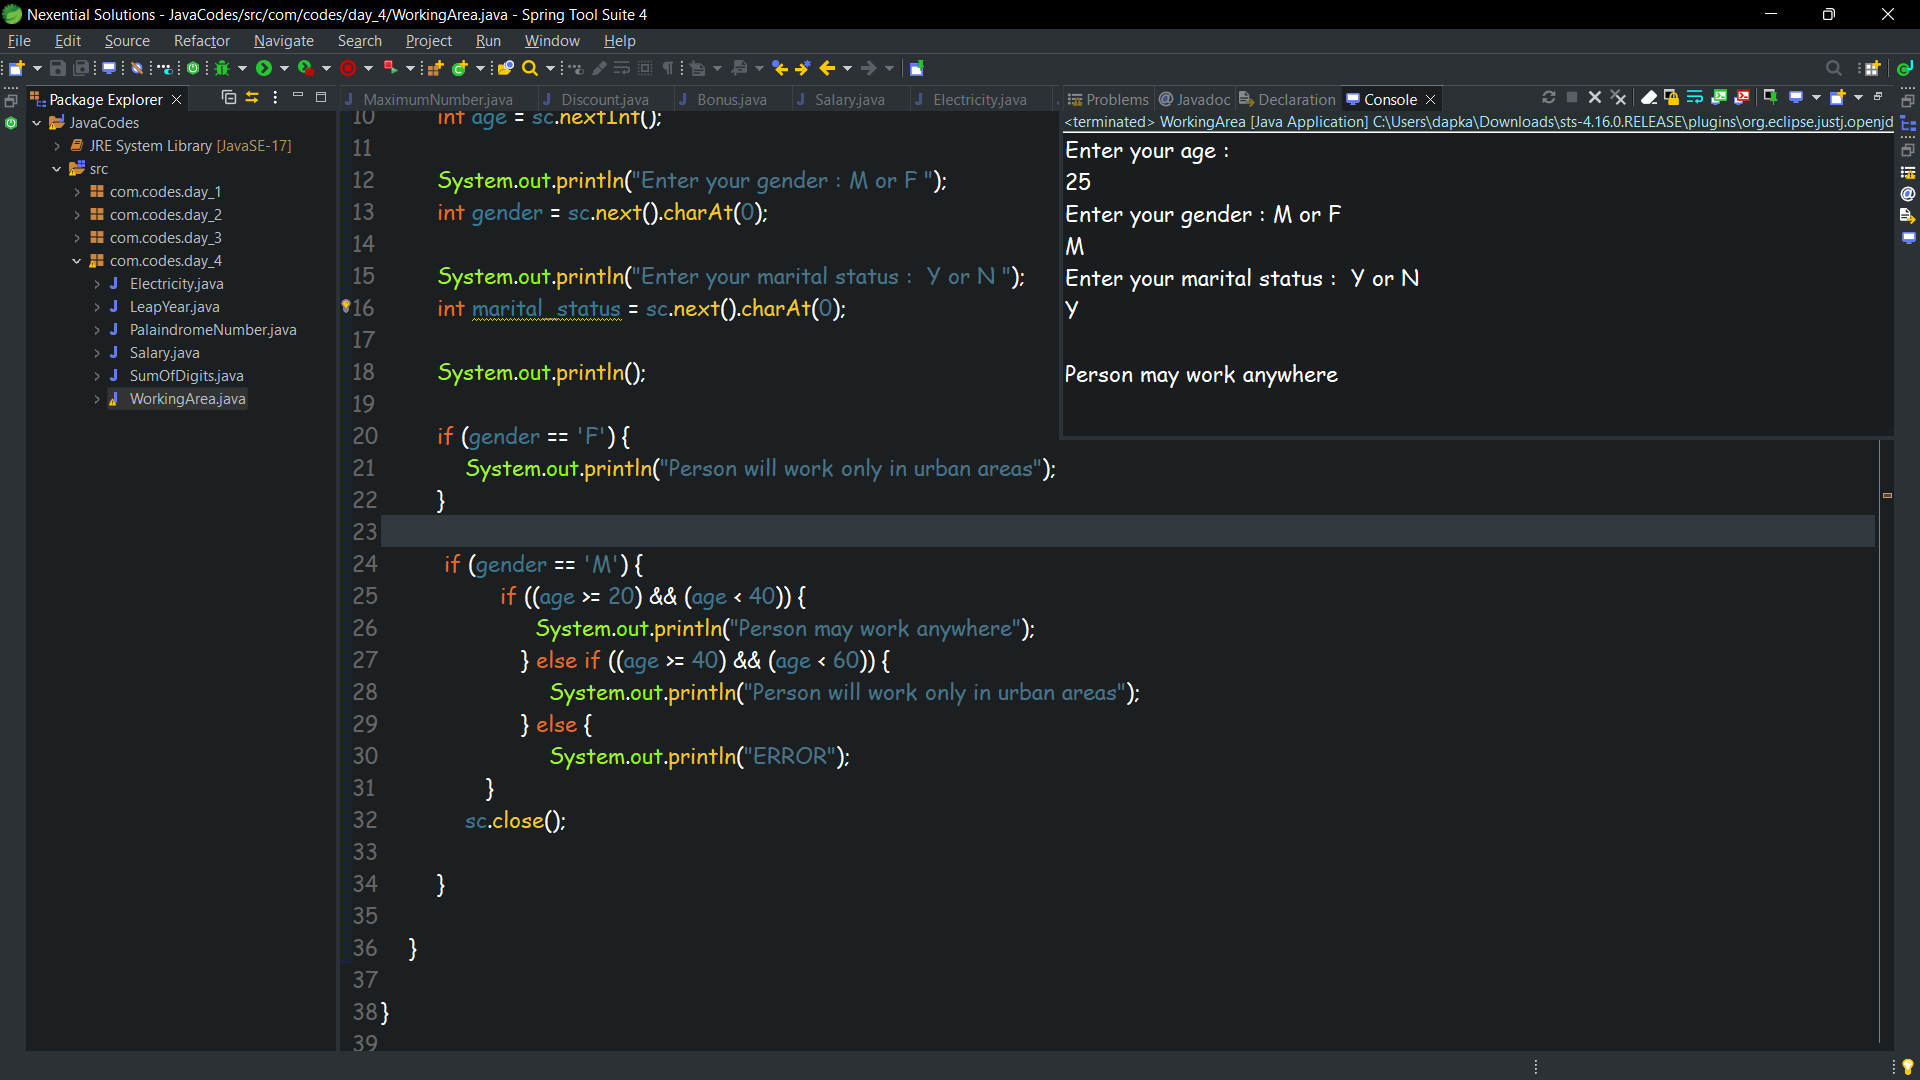 Nexential Solutions - JavaCodes/src/com/codes/day_4/WorkingArea.java - Spring Tool Suite 4
File Edit Source Refactor Navigate Search Project Run Window Help
Package Explorer
JavaCodes
JRE System Library [JavaSE-17]
src
com.codes.day_1
com.codes.day_2
com.codes.day_3
com.codes.day_4
Electricity.java
LeapYear.java
PalaindromeNumber.java
Salary.java
SumOfDigits.java
WorkingArea.java
MaximumNumber.java Discount.java Bonus.java Salary.java Electricity.java
10 int age = sc.nextInt();
11
12 System.out.println("Enter your gender : M or F ");
13 int gender = sc.next().charAt(0);
14
15 System.out.println("Enter your marital status :  Y or N ");
16 int marital_status = sc.next().charAt(0);
17
18 System.out.println();
19
20 if (gender == 'F') {
21 System.out.println("Person will work only in urban areas");
22 }
23
24 if (gender == 'M') {
25 if ((age >= 20) && (age < 40)) {
26 System.out.println("Person may work anywhere");
27 } else if ((age >= 40) && (age < 60)) {
28 System.out.println("Person will work only in urban areas");
29 } else {
30 System.out.println("ERROR");
31 }
32 sc.close();
33
34 }
35
36 }
37
38 }
39
Problems @ Javadoc Declaration Console
<terminated> WorkingArea [Java Application] C:\Users\dapka\Downloads\sts-4.16.0.RELEASE\plugins\org.eclipse.justj.openjd
Enter your age :
25
Enter your gender : M or F
M
Enter your marital status :  Y or N
Y
Person may work anywhere